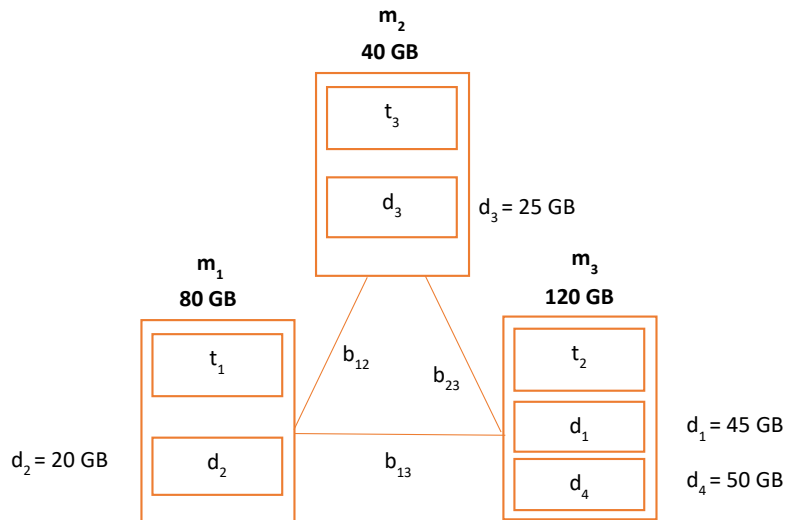 m₂
40 GB
t₃
d₃
d₃ = 25 GB
m₁
80 GB
m₃
120 GB
t₁
b₁₂
b₂₃
t₂
d₁
d₁ = 45 GB
d₂ = 20 GB
d₂
b₁₃
d₄
d₄ = 50 GB